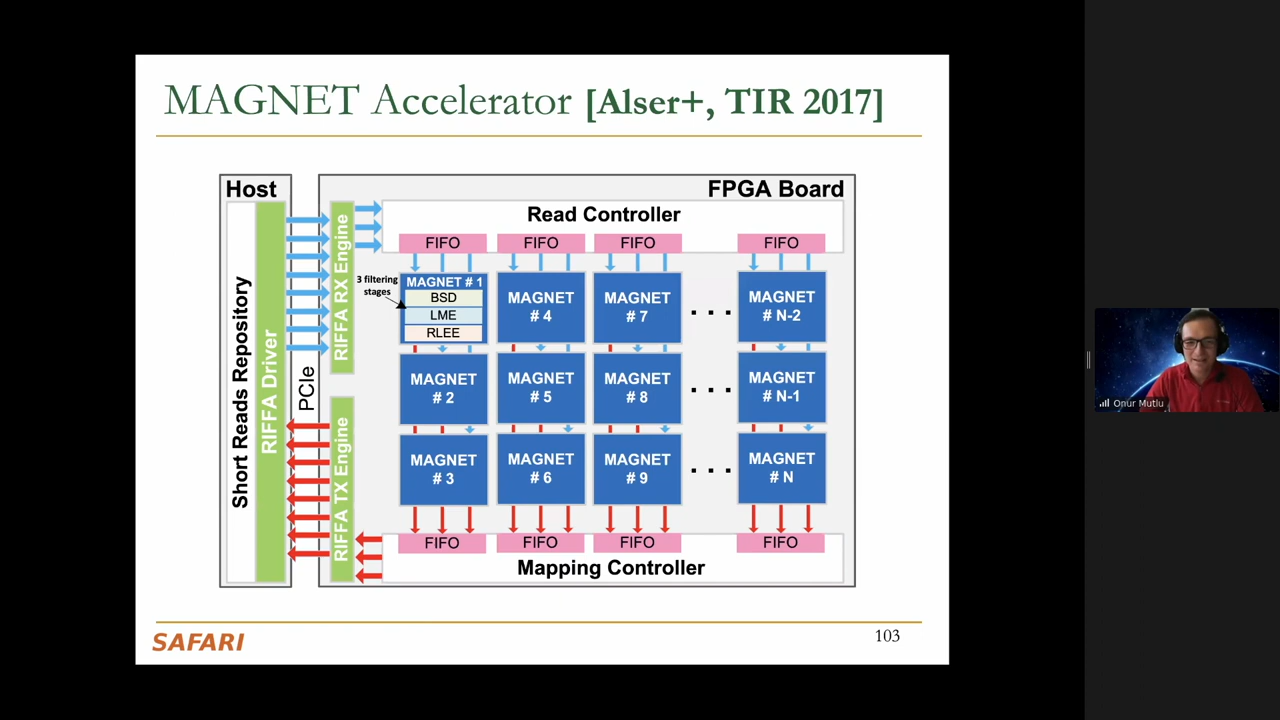 MAGNET Accelerator [Alser+, TIR 2017]
Host
FPGA Board
Short Reads Repository
RIFFA Driver
PCIe
RIFFA RX Engine
RIFFA TX Engine
Read Controller
FIFO
FIFO
FIFO
FIFO
3 filtering
stages
MAGNET # 1
BSD
LME
RLEE
MAGNET
# 4
MAGNET
# 7
. . .
MAGNET
# N-2
MAGNET
# 2
MAGNET
# 5
MAGNET
# 8
. . .
MAGNET
# N-1
MAGNET
# 3
MAGNET
# 6
MAGNET
# 9
. . .
MAGNET
# N
FIFO
FIFO
FIFO
FIFO
Mapping Controller
SAFARI
103
Onur Mutlu